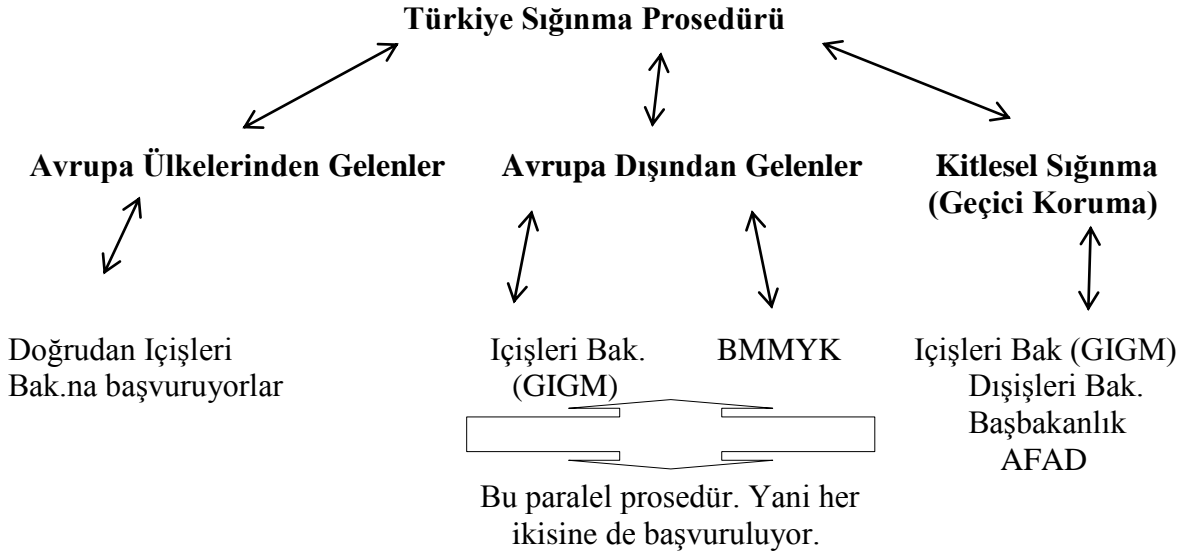 Türkiye Sığınma Prosedürü
Avrupa Ülkelerinden Gelenler
Avrupa Dışından Gelenler
Kitlesel Sığınma
(Geçici Koruma)
Doğrudan Içişleri
Bak.na başvuruyorlar
Içişleri Bak.
(GIGM)
BMMYK
Içişleri Bak (GIGM)
Dışişleri Bak.
Başbakanlık
AFAD
Bu paralel prosedür. Yani her
ikisine de başvuruluyor.